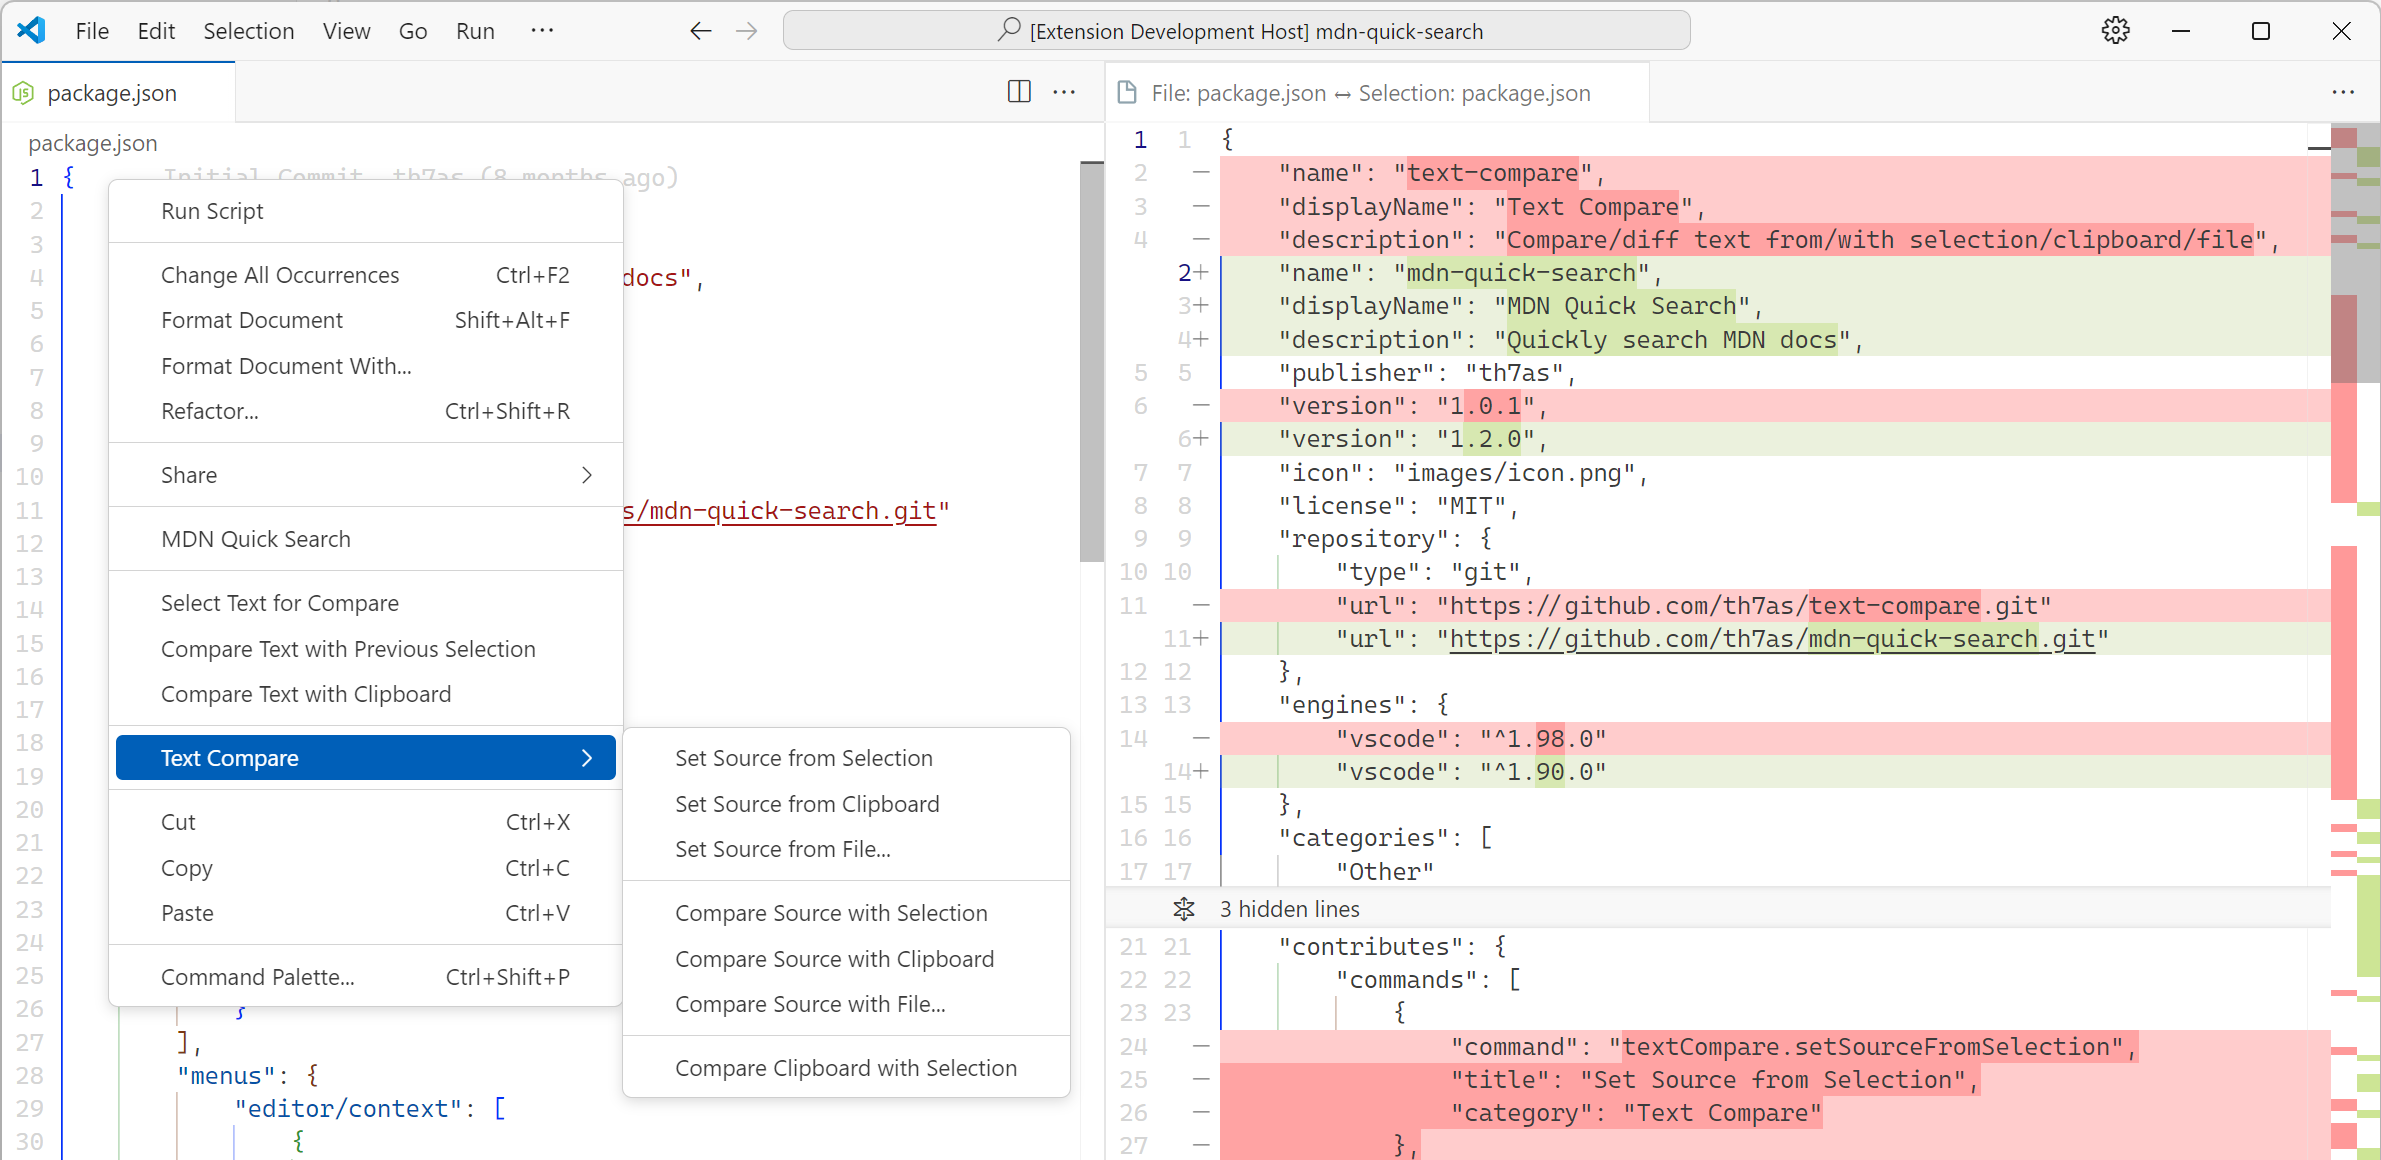 File Edit Selection View Go Run ···
[Extension Development Host] mdn-quick-search
package.json
package.json
1 { Initial Commit, th7as (8 months ago)
2
3
4 docs",
5
6
7
8
9
10
11 s/mdn-quick-search.git"
12
13
14
15
16
17
18
19
20
21
22
23
24
25
26 }
27 ],
28 "menus": {
29 "editor/context": [
30 {
Run Script
Change All Occurrences Ctrl+F2
Format Document Shift+Alt+F
Format Document With...
Refactor... Ctrl+Shift+R
Share
MDN Quick Search
Select Text for Compare
Compare Text with Previous Selection
Compare Text with Clipboard
Text Compare
Cut Ctrl+X
Copy Ctrl+C
Paste Ctrl+V
Command Palette... Ctrl+Shift+P
Set Source from Selection
Set Source from Clipboard
Set Source from File...
Compare Source with Selection
Compare Source with Clipboard
Compare Source with File...
Compare Clipboard with Selection
File: package.json ↔ Selection: package.json
1 1 {
2 — "name": "text-compare",
3 — "displayName": "Text Compare",
4 — "description": "Compare/diff text from/with selection/clipboard/file",
2+ "name": "mdn-quick-search",
3+ "displayName": "MDN Quick Search",
4+ "description": "Quickly search MDN docs",
5 5 "publisher": "th7as",
6 — "version": "1.0.1",
6+ "version": "1.2.0",
7 7 "icon": "images/icon.png",
8 8 "license": "MIT",
9 9 "repository": {
10 10 "type": "git",
11 — "url": "https://github.com/th7as/text-compare.git"
11+ "url": "https://github.com/th7as/mdn-quick-search.git"
12 12 },
13 13 "engines": {
14 — "vscode": "^1.98.0"
14+ "vscode": "^1.90.0"
15 15 },
16 16 "categories": [
17 17 "Other"
3 hidden lines
21 21 "contributes": {
22 22 "commands": [
23 23 {
24 — "command": "textCompare.setSourceFromSelection",
25 — "title": "Set Source from Selection",
26 — "category": "Text Compare"
27 — },